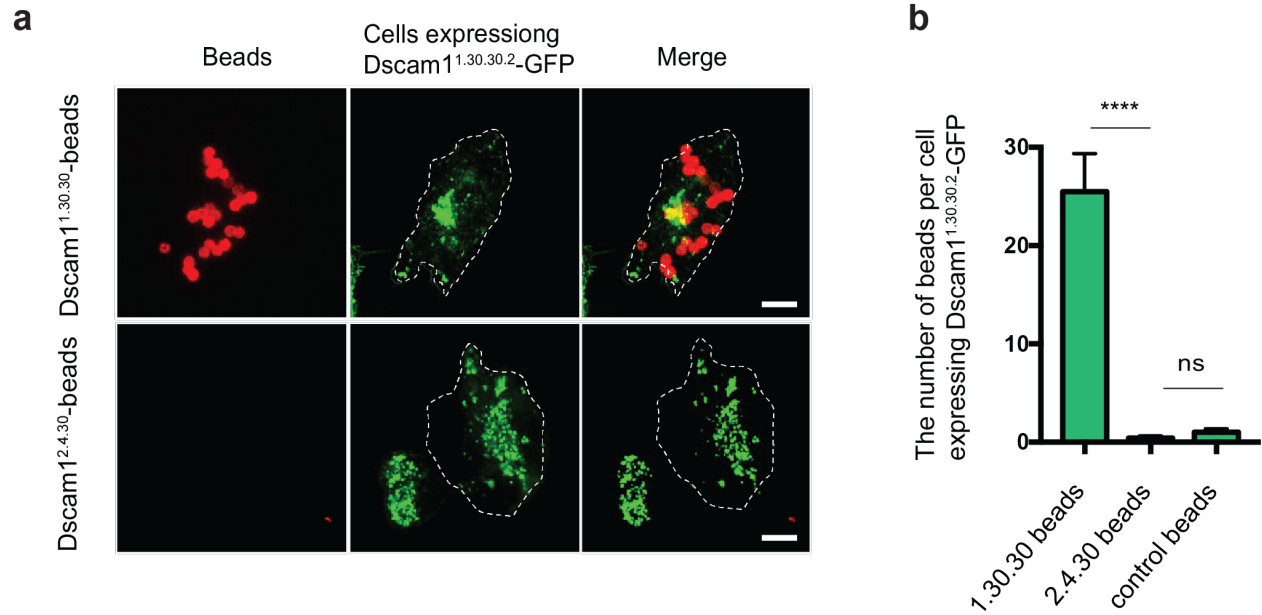 a
Beads
Cells expressiong
Dscam1^1.30.30.2-GFP
Merge
Dscam1^1.30.30-beads
Dscam1^2.4.30-beads
b
The number of beads per cell
expressing Dscam1^1.30.30.2-GFP
****
ns
30
20
10
0
1.30.30 beads
2.4.30 beads
control beads